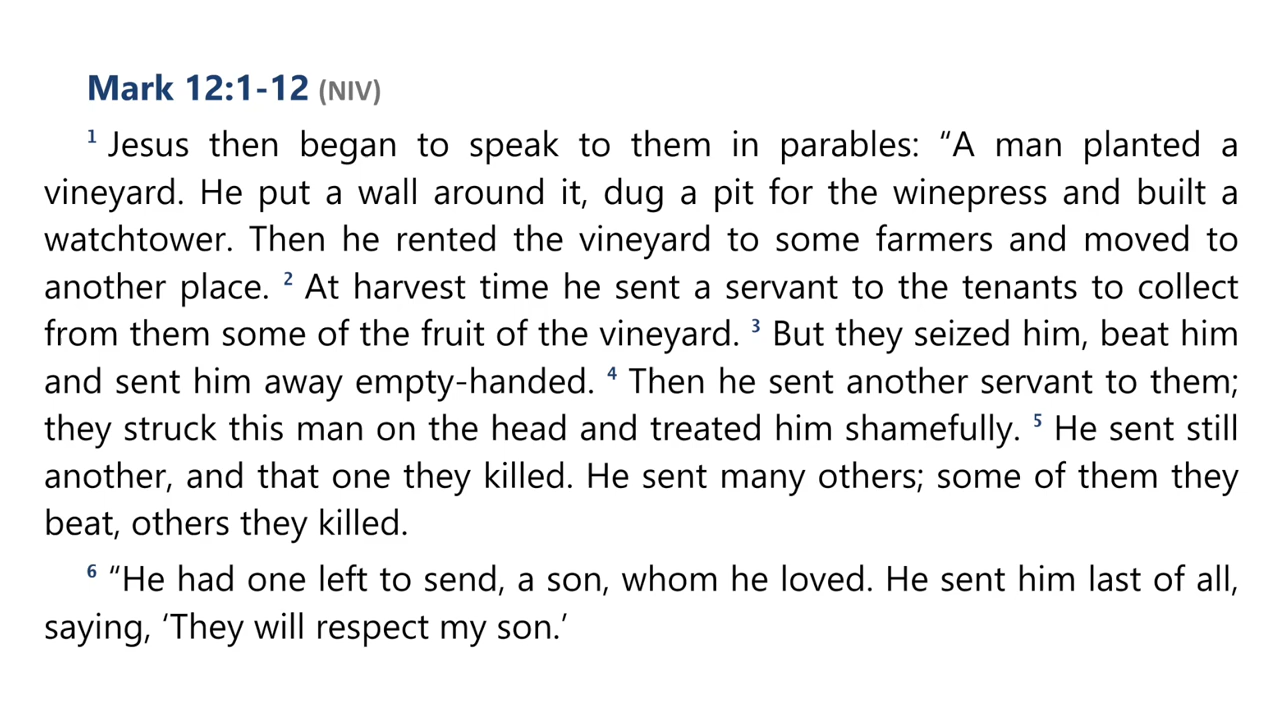 Mark 12:1-12 (NIV)
1 Jesus then began to speak to them in parables: “A man planted a
vineyard. He put a wall around it, dug a pit for the winepress and built a
watchtower. Then he rented the vineyard to some farmers and moved to
another place. 2 At harvest time he sent a servant to the tenants to collect
from them some of the fruit of the vineyard. 3 But they seized him, beat him
and sent him away empty-handed. 4 Then he sent another servant to them;
they struck this man on the head and treated him shamefully. 5 He sent still
another, and that one they killed. He sent many others; some of them they
beat, others they killed.
6 “He had one left to send, a son, whom he loved. He sent him last of all,
saying, ‘They will respect my son.’